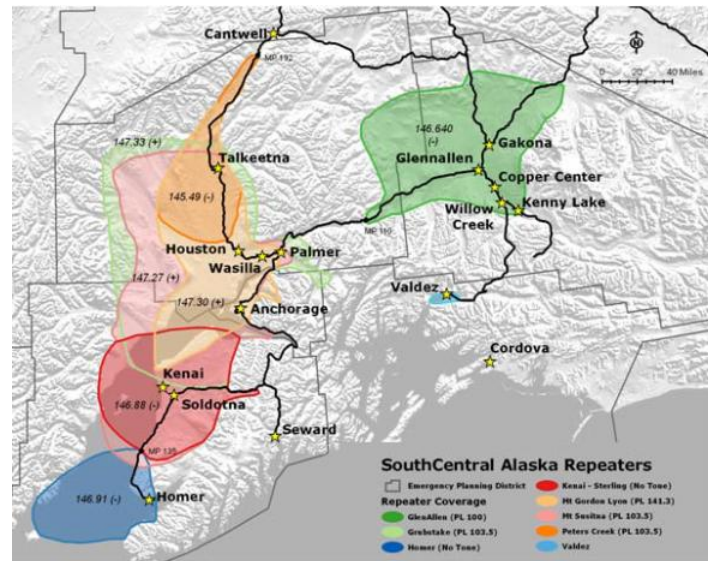 Cantwell
MP 192
N
0 20 40 Miles
147.33 (+)
146.640
(-)
Gakona
Talkeetna
Glennallen
Copper Center
145.49 (-)
Kenny Lake
Willow
Creek
MP 110
Houston
Palmer
Wasilla
147.27 (+)
Valdez
147.30 (+)
Anchorage
Cordova
Kenai
146.88 (-)
Soldotna
Seward
MP 135
146.91 (-)
Homer
SouthCentral Alaska Repeaters
Emergency Planning District
Repeater Coverage
GlenAllen (PL 100)
Grubstake (PL 103.5)
Homer (No Tone)
Kenai - Sterling (No Tone)
Mt Gordon Lyon (PL 141.3)
Mt Susitna (PL 103.5)
Peters Creek (PL 103.5)
Valdez